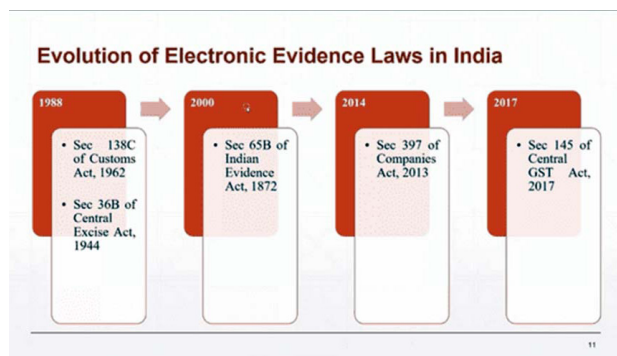 Evolution of Electronic Evidence Laws in India
1988
• Sec 138C
of Customs
Act, 1962
• Sec 36B of
Central
Excise Act,
1944
2000
• Sec 65B of
Indian
Evidence
Act, 1872
2014
• Sec 397 of
Companies
Act, 2013
2017
• Sec 145 of
Central
GST Act,
2017
11